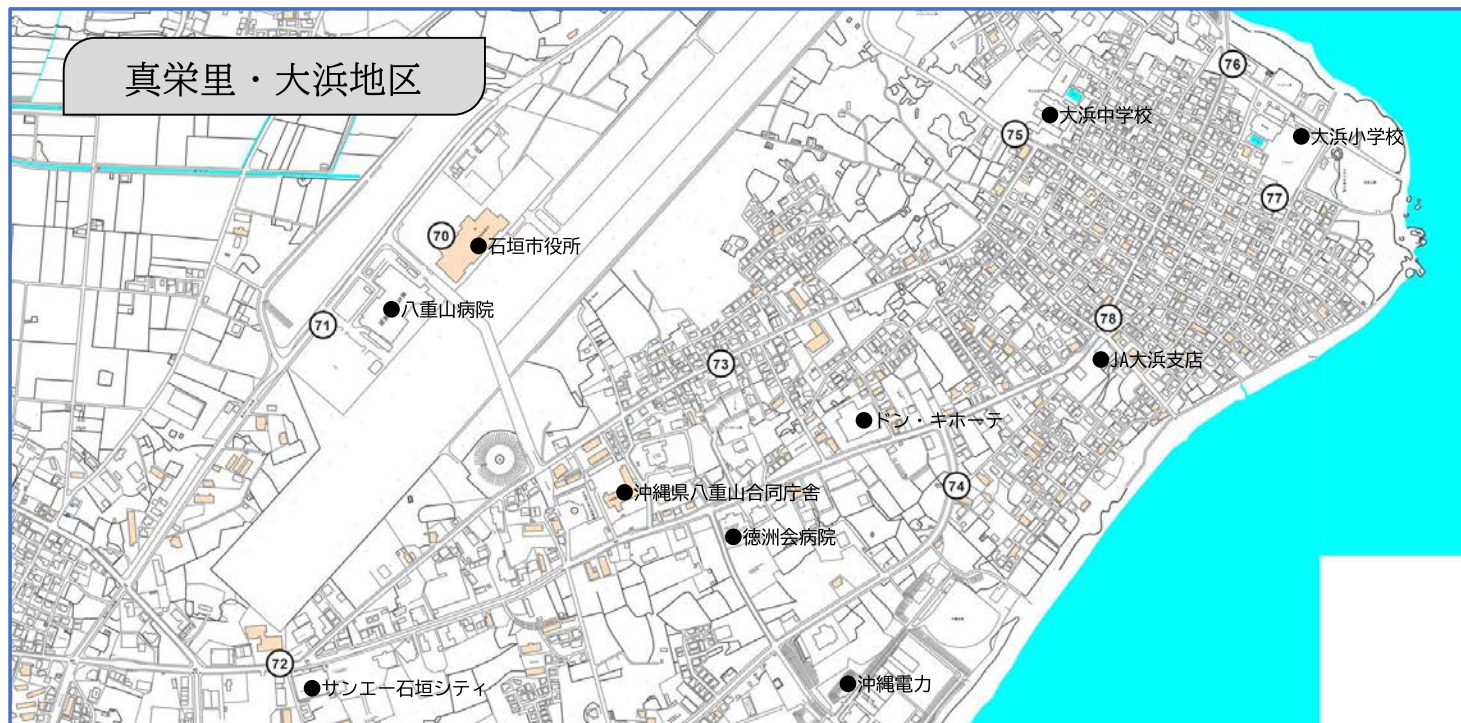 真栄里・大浜地区
76
大浜中学校
75
大浜小学校
77
70
石垣市役所
八重山病院
71
78
JA大浜支店
73
ドン・キホーテ
74
沖縄県八重山合同庁舎
徳洲会病院
72
サンエー石垣シティ
沖縄電力